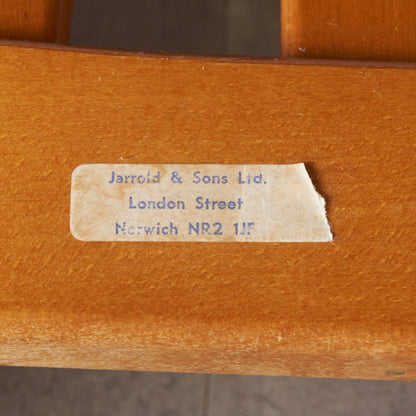 Jarrold & Sons Ltd.
London Street
Norwich NR2 1JF